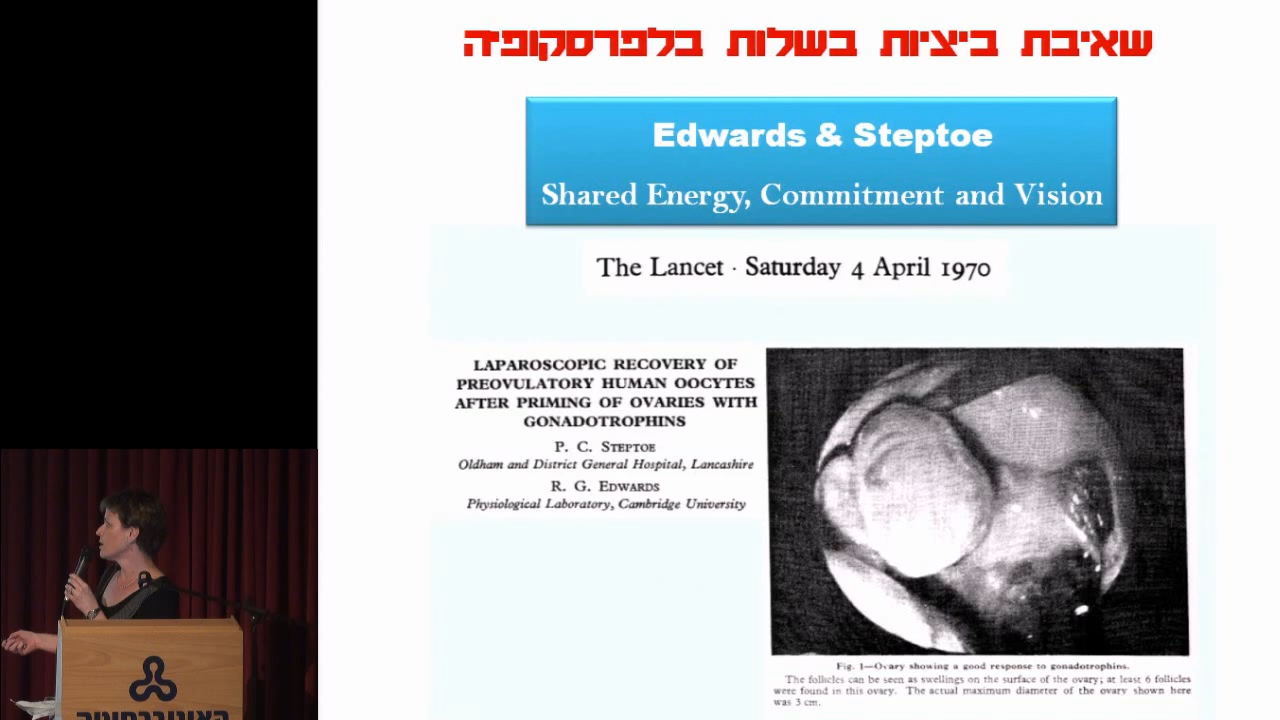 שאיבת ביציות בשלות בלפרסקופיה
Edwards & Steptoe
Shared Energy, Commitment and Vision
The Lancet · Saturday 4 April 1970
LAPAROSCOPIC RECOVERY OF
PREOVULATORY HUMAN OOCYTES
AFTER PRIMING OF OVARIES WITH
GONADOTROPHINS
P. C. STEPTOE
Oldham and District General Hospital, Lancashire
R. G. EDWARDS
Physiological Laboratory, Cambridge University
Fig. 1—Ovary showing a good response to gonadotrophins.
The follicles can be seen as swellings on the surface of the ovary; at least 6 follicles
were found in this ovary. The actual maximum diameter of the ovary shown here
was 3 cm.
האוניברסיטה